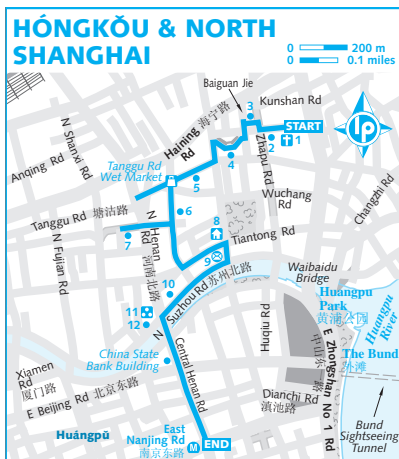 HÓNGKǑU & NORTH
SHANGHAI
0 200 m
0 0.1 miles
Baiguan Jie
Kunshan Rd
3
START
2
1
Haining Rd
海宁路
4
Zhapu Rd
lp
N Shanxi Rd
Anqing Rd
Tanggu Rd
Wet Market
5
Wuchang
Rd
Changzhi Rd
6
Tanggu Rd 塘沽路
7
N Henan Rd
河南北路
8
Tiantong Rd
9
N Fujian Rd
N Suzhou Rd 苏州北路
Waibaidu
Bridge
10
Huangpu
Park
黄浦公园
Huangpu
River
11
12
Huqiu Rd
中山东一路
E Zhongshan No 1 Rd
The Bund
外滩
China State
Bank Building
Central Henan Rd
Xiamen
Rd
厦门路
E Beijing Rd 北京东路
Dianchi Rd
滇池路
Huángpǔ
East
Nanjing Rd
南京东路
M
END
Bund
Sightseeing
Tunnel